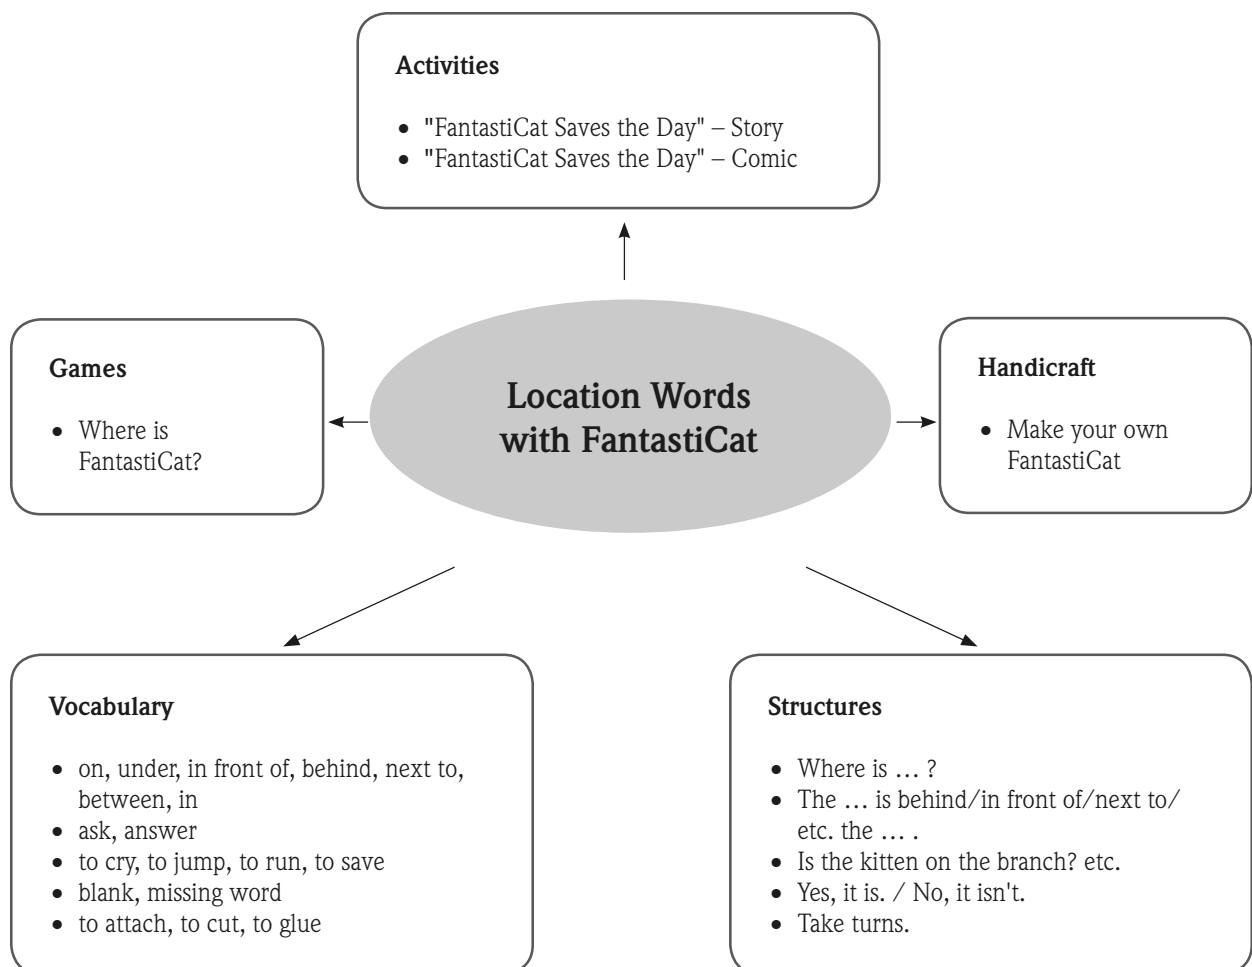 Activities
• "FantastiCat Saves the Day" – Story
• "FantastiCat Saves the Day" – Comic
Games
• Where is
FantastiCat?
Location Words
with FantastiCat
Handicraft
• Make your own
FantastiCat
Vocabulary
• on, under, in front of, behind, next to,
between, in
• ask, answer
• to cry, to jump, to run, to save
• blank, missing word
• to attach, to cut, to glue
Structures
• Where is … ?
• The … is behind/in front of/next to/
etc. the … .
• Is the kitten on the branch? etc.
• Yes, it is. / No, it isn't.
• Take turns.